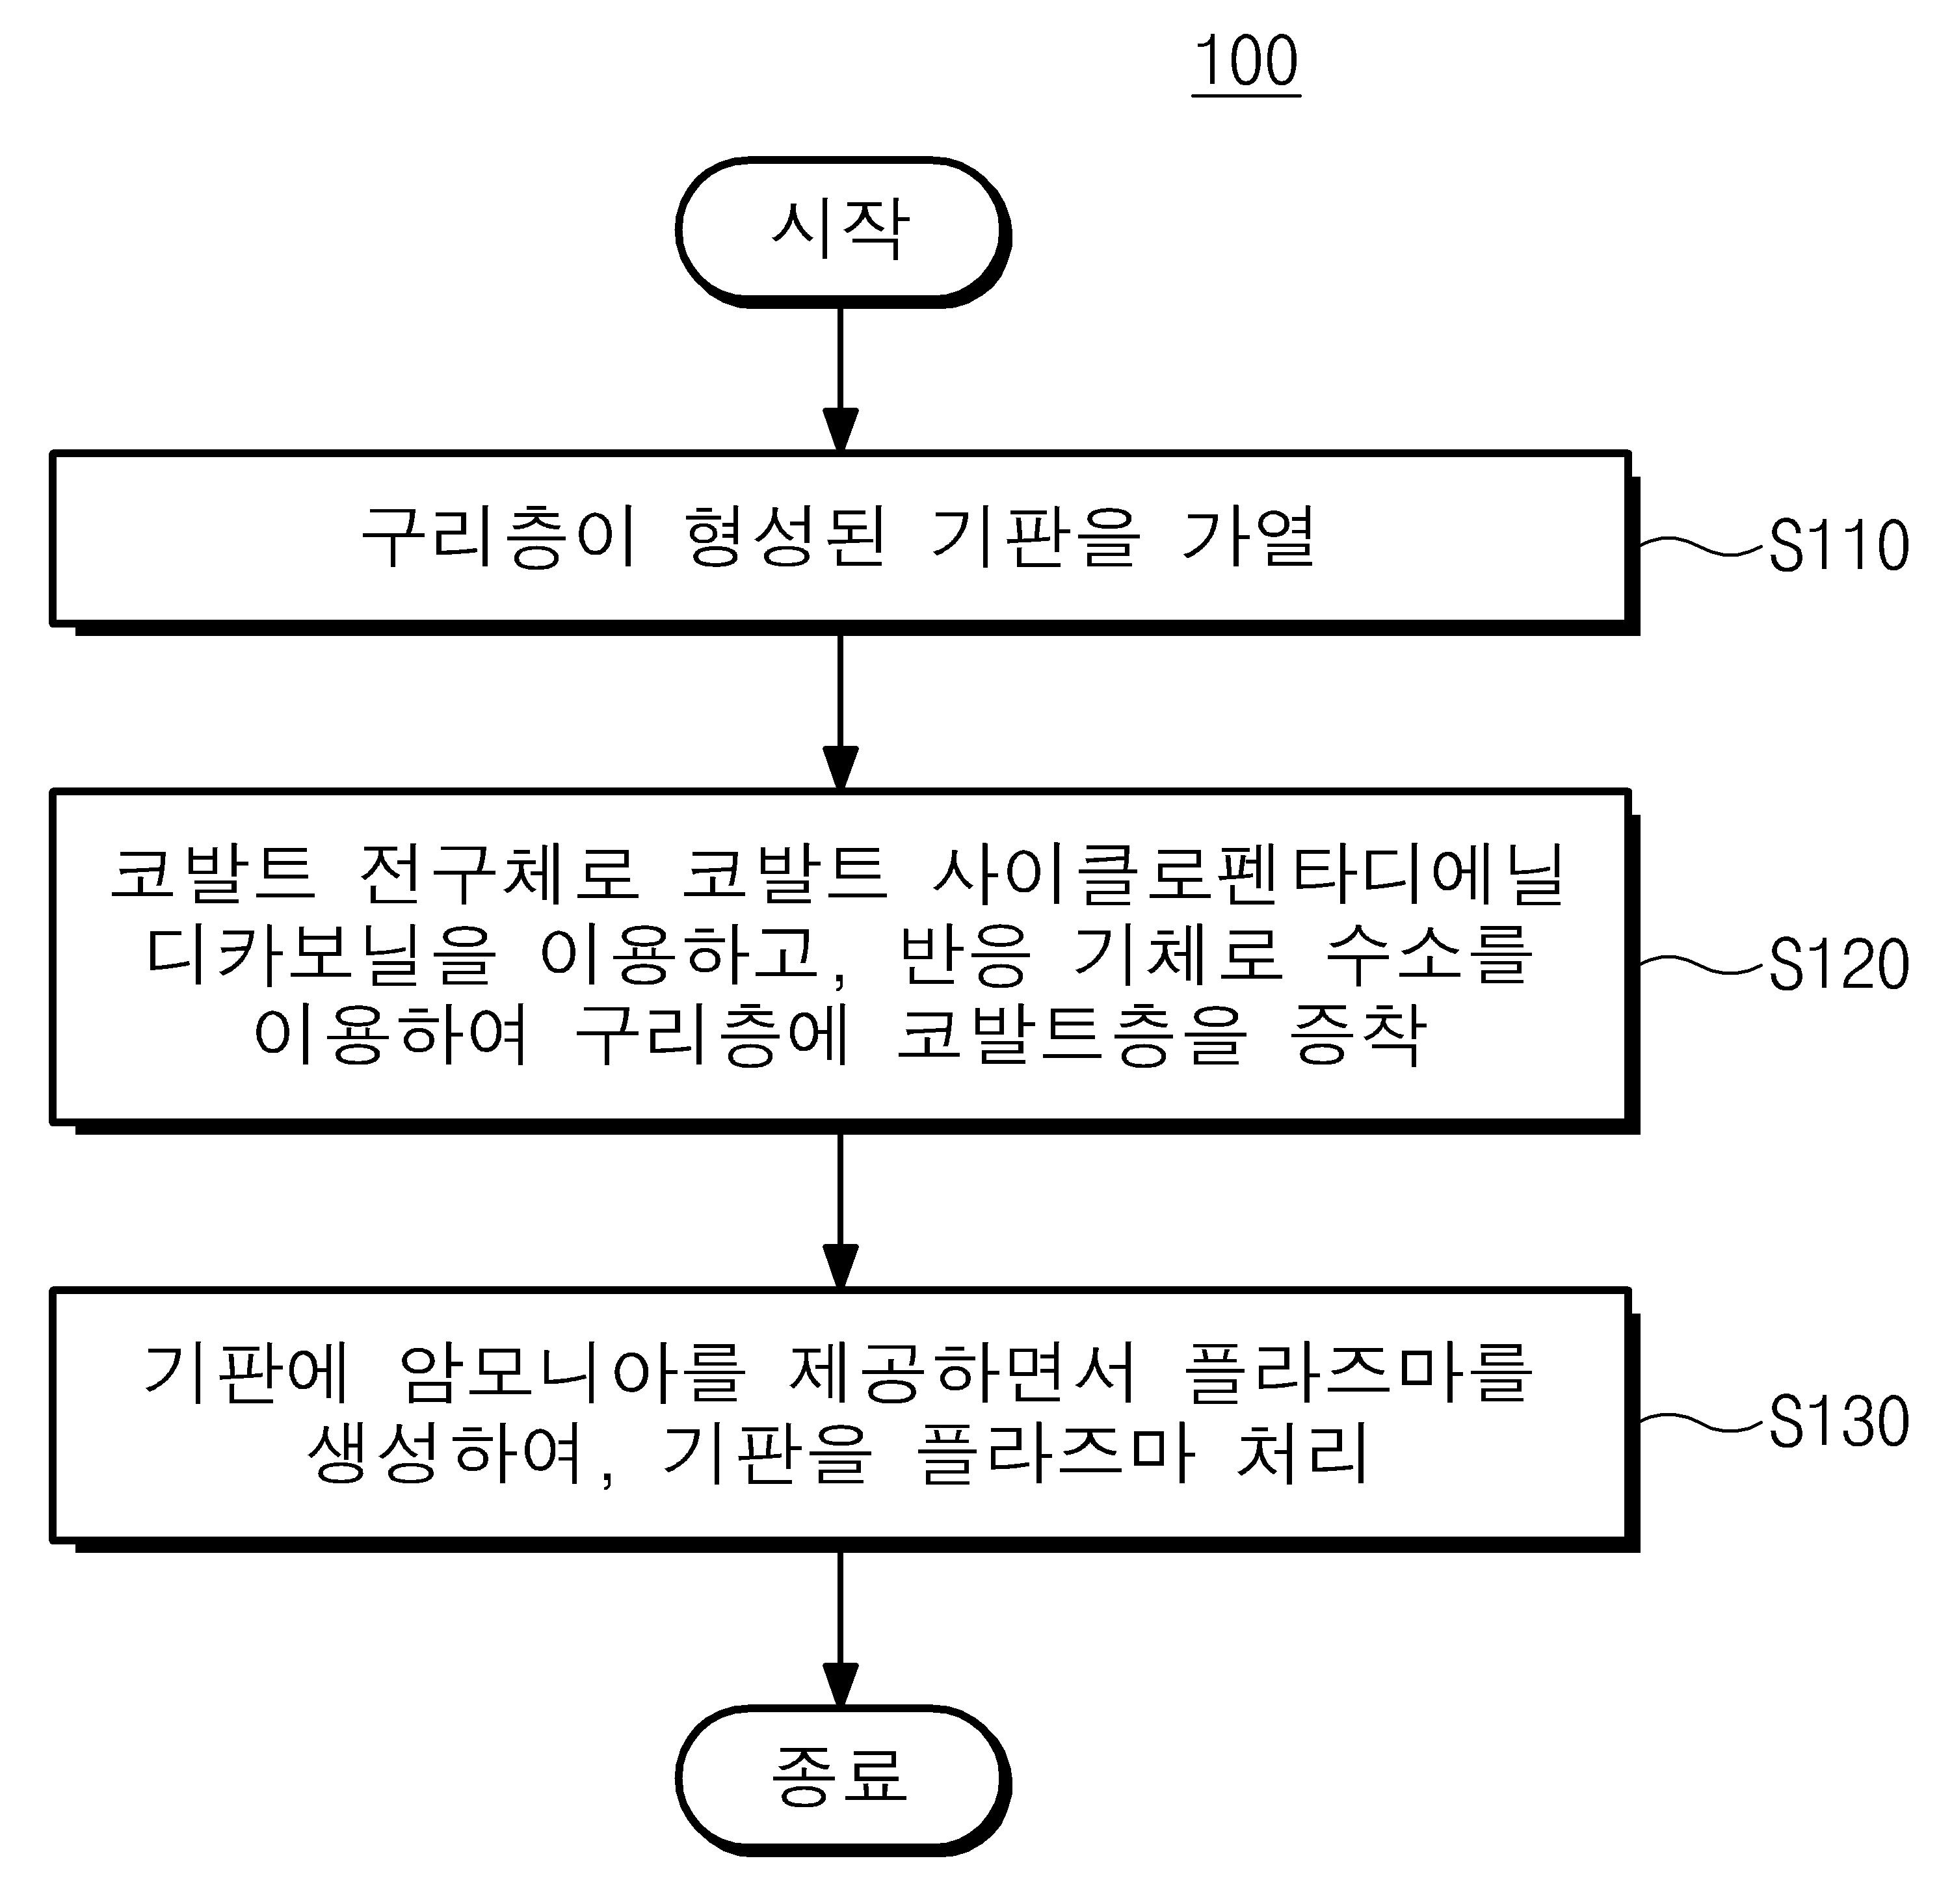 100
시작
구리층이 형성된 기판을 가열
S110
코발트 전구체로 코발트 사이클로펜타디에닐
디카보닐을 이용하고, 반응 기체로 수소를
이용하여 구리층에 코발트층을 증착
S120
기판에 암모니아를 제공하면서 플라즈마를
생성하여, 기판을 플라즈마 처리
S130
종료